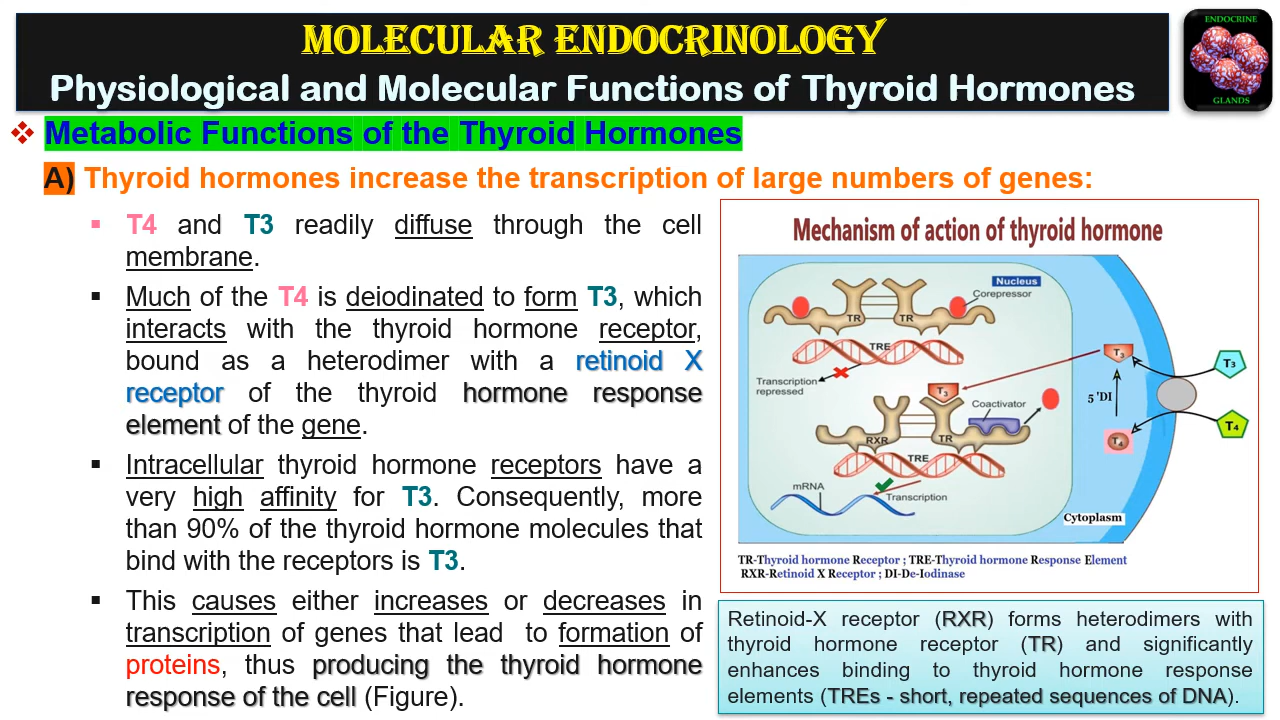 MOLECULAR ENDOCRINOLOGY
Physiological and Molecular Functions of Thyroid Hormones
ENDOCRINE
GLANDS
❖ Metabolic Functions of the Thyroid Hormones
A) Thyroid hormones increase the transcription of large numbers of genes:
▪ T4 and T3 readily diffuse through the cell
membrane.
▪ Much of the T4 is deiodinated to form T3, which
interacts with the thyroid hormone receptor,
bound as a heterodimer with a retinoid X
receptor of the thyroid hormone response
element of the gene.
▪ Intracellular thyroid hormone receptors have a
very high affinity for T3. Consequently, more
than 90% of the thyroid hormone molecules that
bind with the receptors is T3.
▪ This causes either increases or decreases in
transcription of genes that lead to formation of
proteins, thus producing the thyroid hormone
response of the cell (Figure).
Mechanism of action of thyroid hormone
Nucleus
Corepressor
TR
TR
TRE
Transcription
repressed
T3
Coactivator
RXR
TR
TRE
mRNA
Transcription
T3
5 'DI
T4
T3
T4
Cytoplasm
TR-Thyroid hormone Receptor ; TRE-Thyroid hormone Response Element
RXR-Retinoid X Receptor ; DI-De-Iodinase
Retinoid-X receptor (RXR) forms heterodimers with
thyroid hormone receptor (TR) and significantly
enhances binding to thyroid hormone response
elements (TREs - short, repeated sequences of DNA).